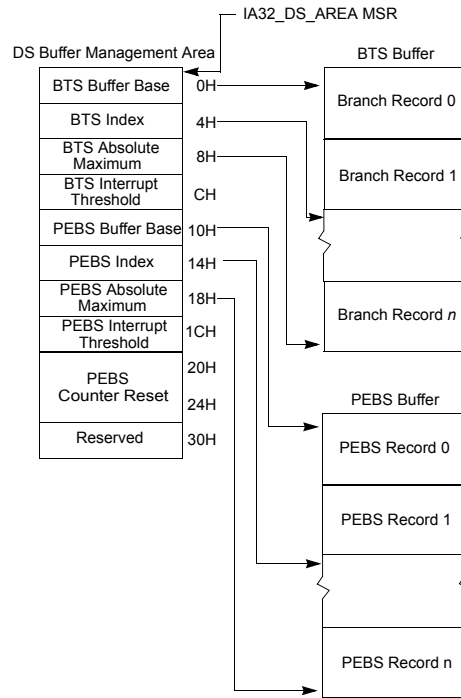 IA32_DS_AREA MSR
DS Buffer Management Area
BTS Buffer Base 0H
BTS Index 4H
BTS Absolute
Maximum 8H
BTS Interrupt
Threshold CH
PEBS Buffer Base 10H
PEBS Index 14H
PEBS Absolute
Maximum 18H
PEBS Interrupt
Threshold 1CH
20H
PEBS
Counter Reset
24H
Reserved 30H
BTS Buffer
Branch Record 0
Branch Record 1
Branch Record n
PEBS Buffer
PEBS Record 0
PEBS Record 1
PEBS Record n